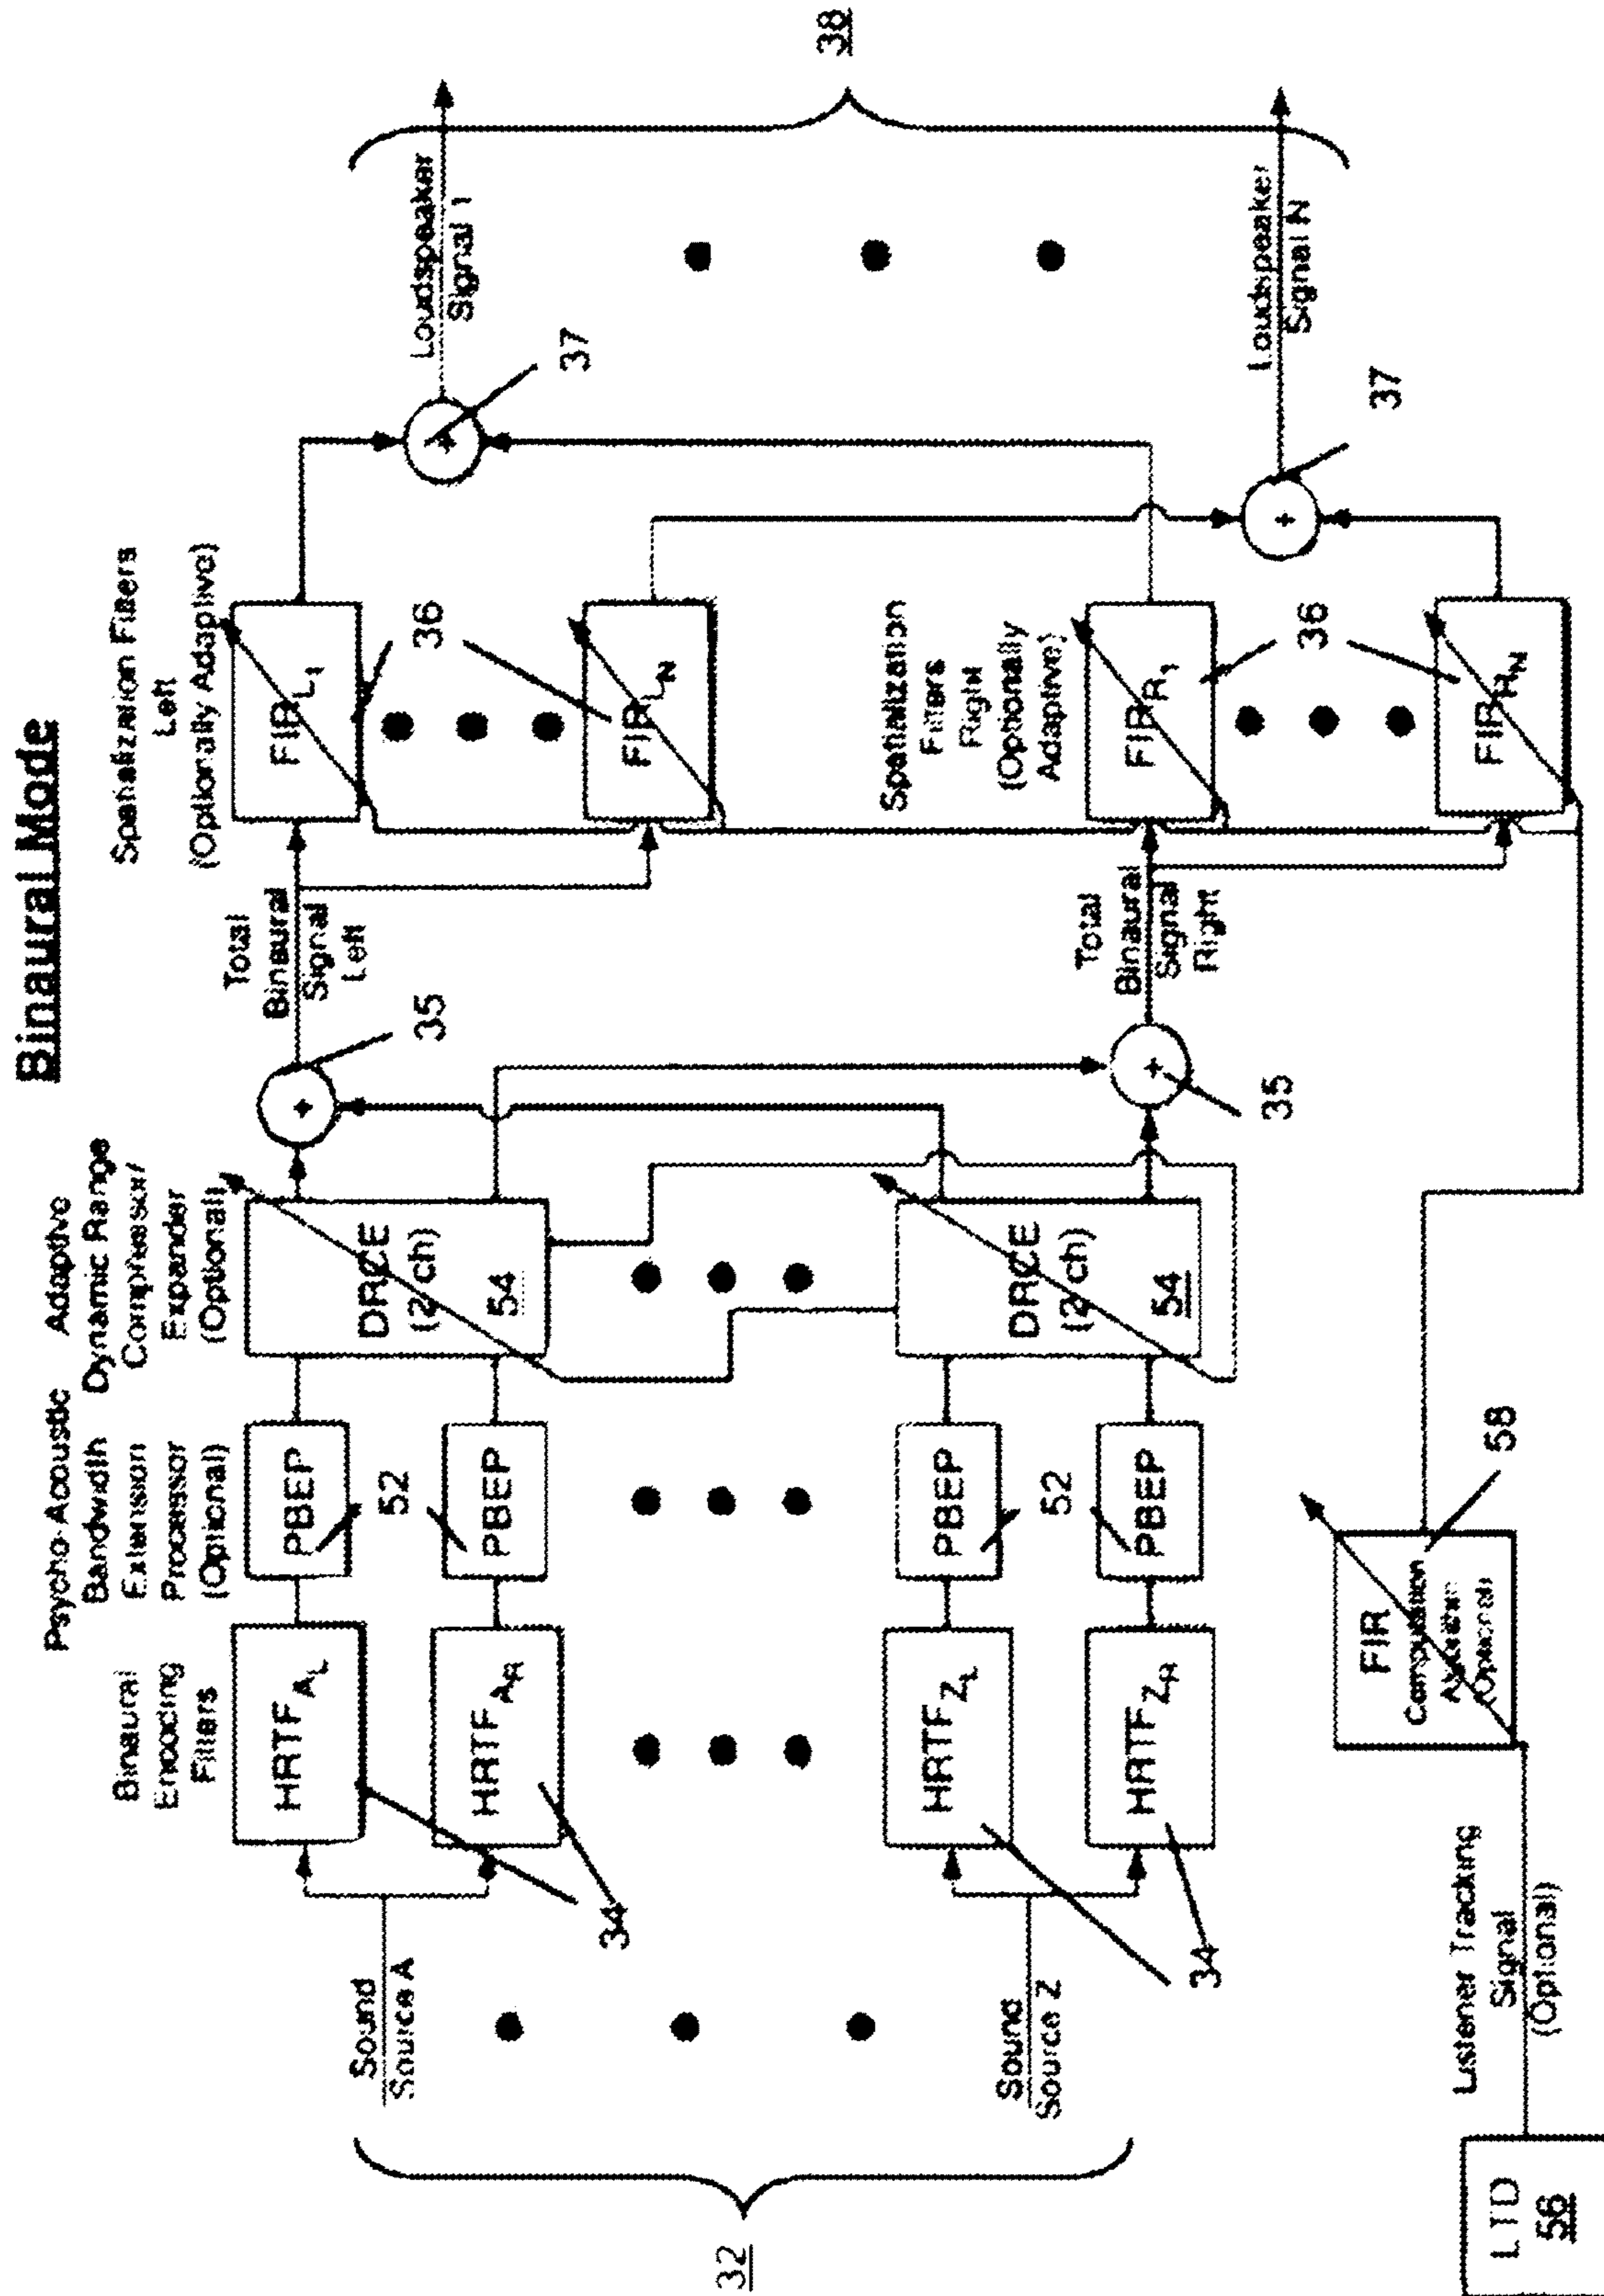 Binaural Mode
Psycho-Acoustic
Bandwidth
Extension
Processor
(Optional)
Adaptive
Dynamic Range
Compressor/
Expander
(Optional)
Binaural
Encoding
Filters
Spatialization Filters
Left
(Optionally Adaptive)
Sound
Source A
HRTF A L
HRTF A R
34
PBEP
52
PBEP
DRCE
(2 ch)
54
35
Total
Binaural
Signal
Left
FIR L 1
36
FIR L N
37
Loudspeaker
Signal 1
38
32
Sound
Source Z
HRTF Z L
HRTF Z R
34
PBEP
52
PBEP
DRCE
(2 ch)
54
35
Total
Binaural
Signal
Right
Spatialization
Filters
Right
(Optionally
Adaptive)
FIR R 1
36
FIR R N
37
Loudspeaker
Signal N
LTD
56
Listener Tracking
Signal
(Optional)
FIR
Computation
(Optional)
58